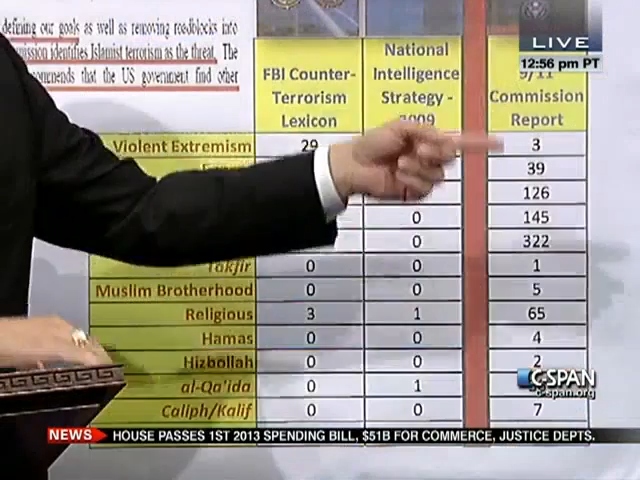 defining our goals as well as removing roadblocks into
mission identifies Islamist terrorism as the threat. The
that the US government find other
LIVE
12:56 pm PT
FBI Counter-Terrorism Lexicon
National Intelligence Strategy - 2009
9/11 Commission Report
Violent Extremism 29 3
39
126
0 145
0 322
Takfir 0 0 1
Muslim Brotherhood 0 0 5
Religious 3 1 65
Hamas 0 0 4
Hizbollah 0 0 2
al-Qa'ida 0 1
Caliph/Kalif 0 0 7
C-SPAN
c-span.org
NEWS HOUSE PASSES 1ST 2013 SPENDING BILL, $51B FOR COMMERCE, JUSTICE DEPTS.